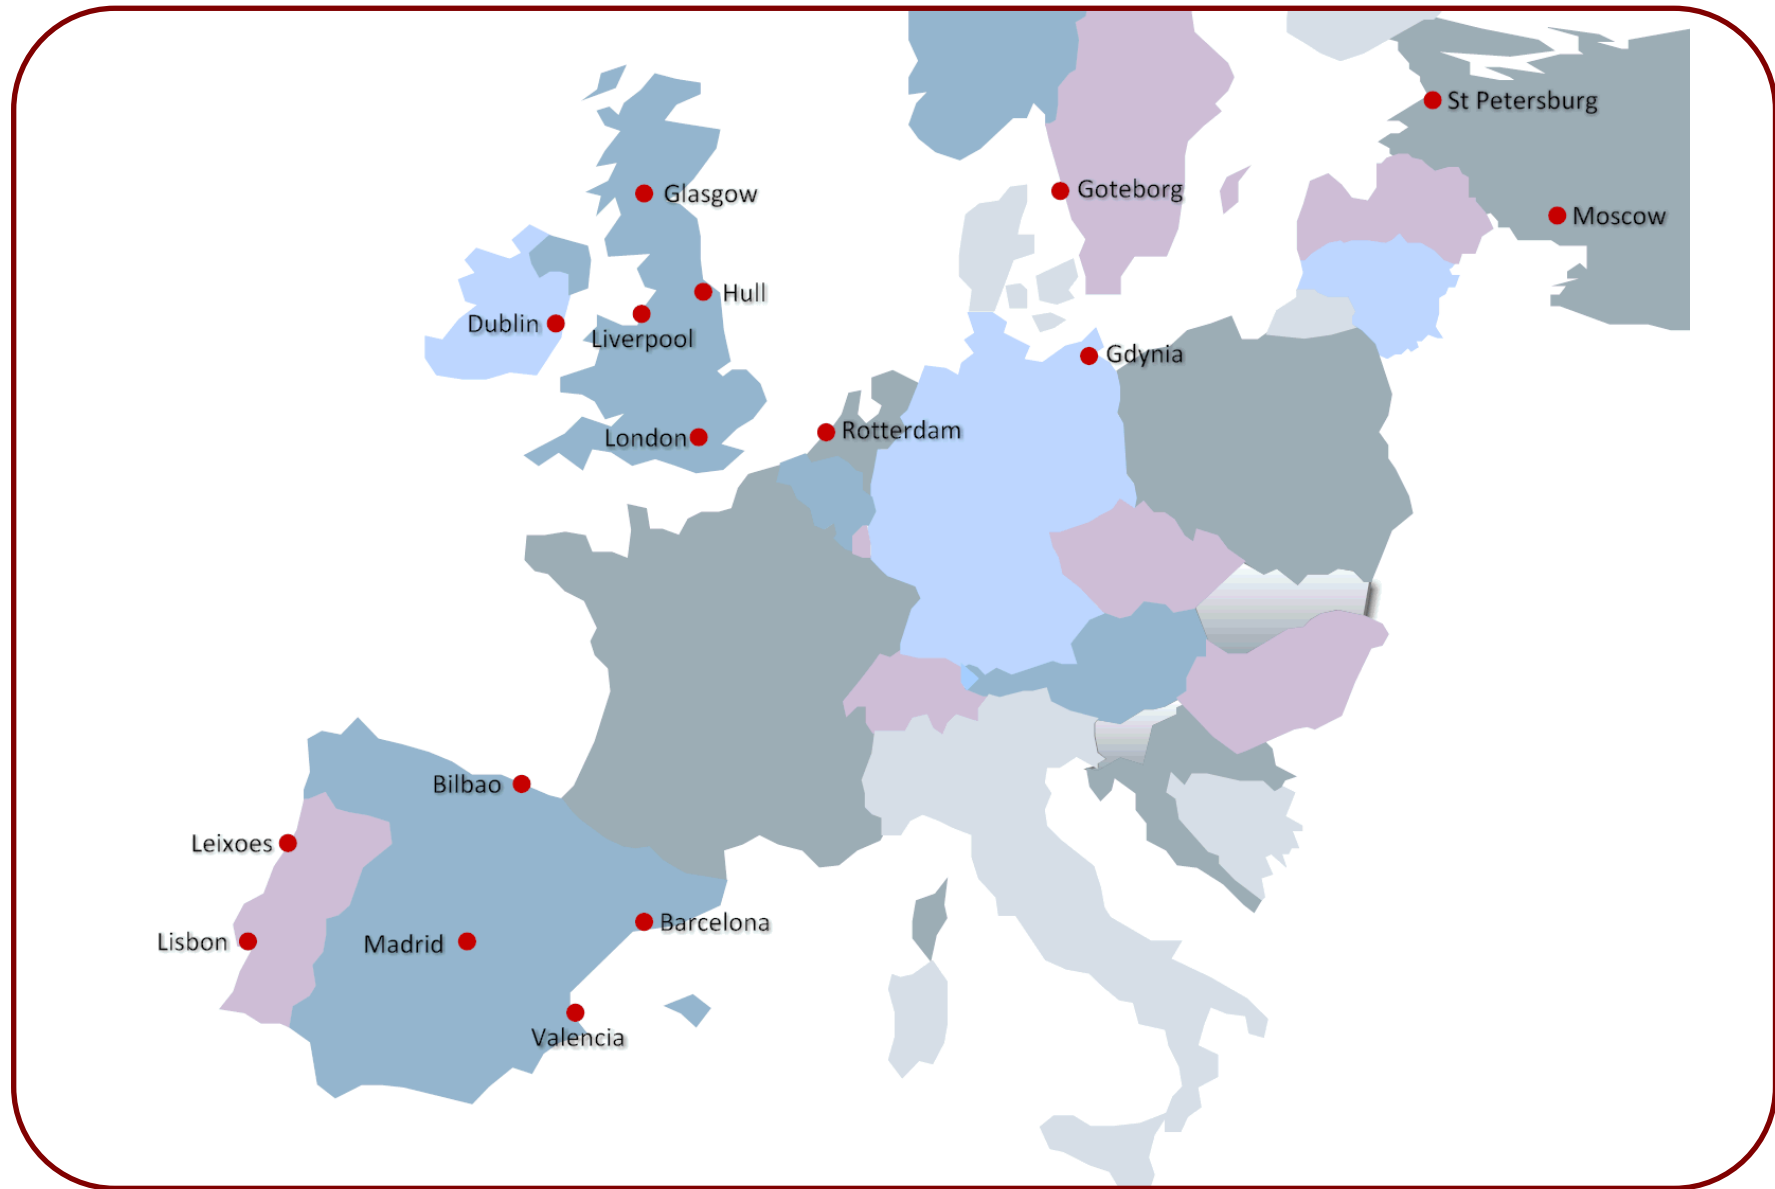 St Petersburg
Glasgow
Goteborg
Moscow
Hull
Dublin
Liverpool
Gdynia
London
Rotterdam
Bilbao
Leixoes
Barcelona
Lisbon
Madrid
Valencia